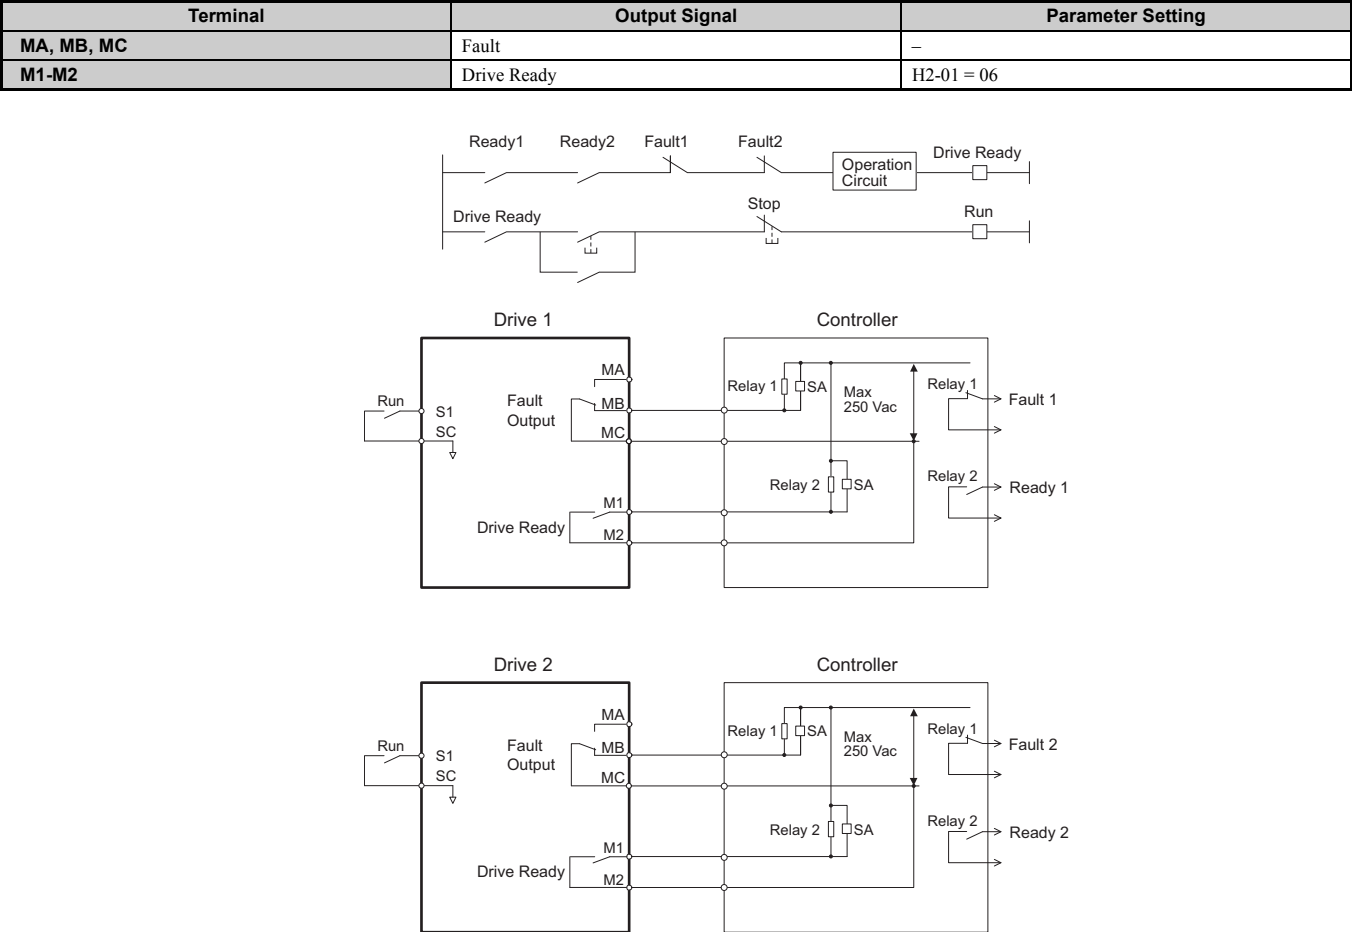 Terminal Output Signal Parameter Setting
MA, MB, MC Fault –
M1-M2 Drive Ready H2-01 = 06
Ready1 Ready2 Fault1 Fault2
Operation
Circuit
Drive Ready
Drive Ready
Stop
Run
Drive 1
Controller
Run
S1
SC
Fault
Output
MA
MB
MC
Drive Ready
M1
M2
Relay 1
SA
Max
250 Vac
Relay 2
SA
Relay 1
Fault 1
Relay 2
Ready 1
Drive 2
Controller
Run
S1
SC
Fault
Output
MA
MB
MC
Drive Ready
M1
M2
Relay 1
SA
Max
250 Vac
Relay 2
SA
Relay 1
Fault 2
Relay 2
Ready 2